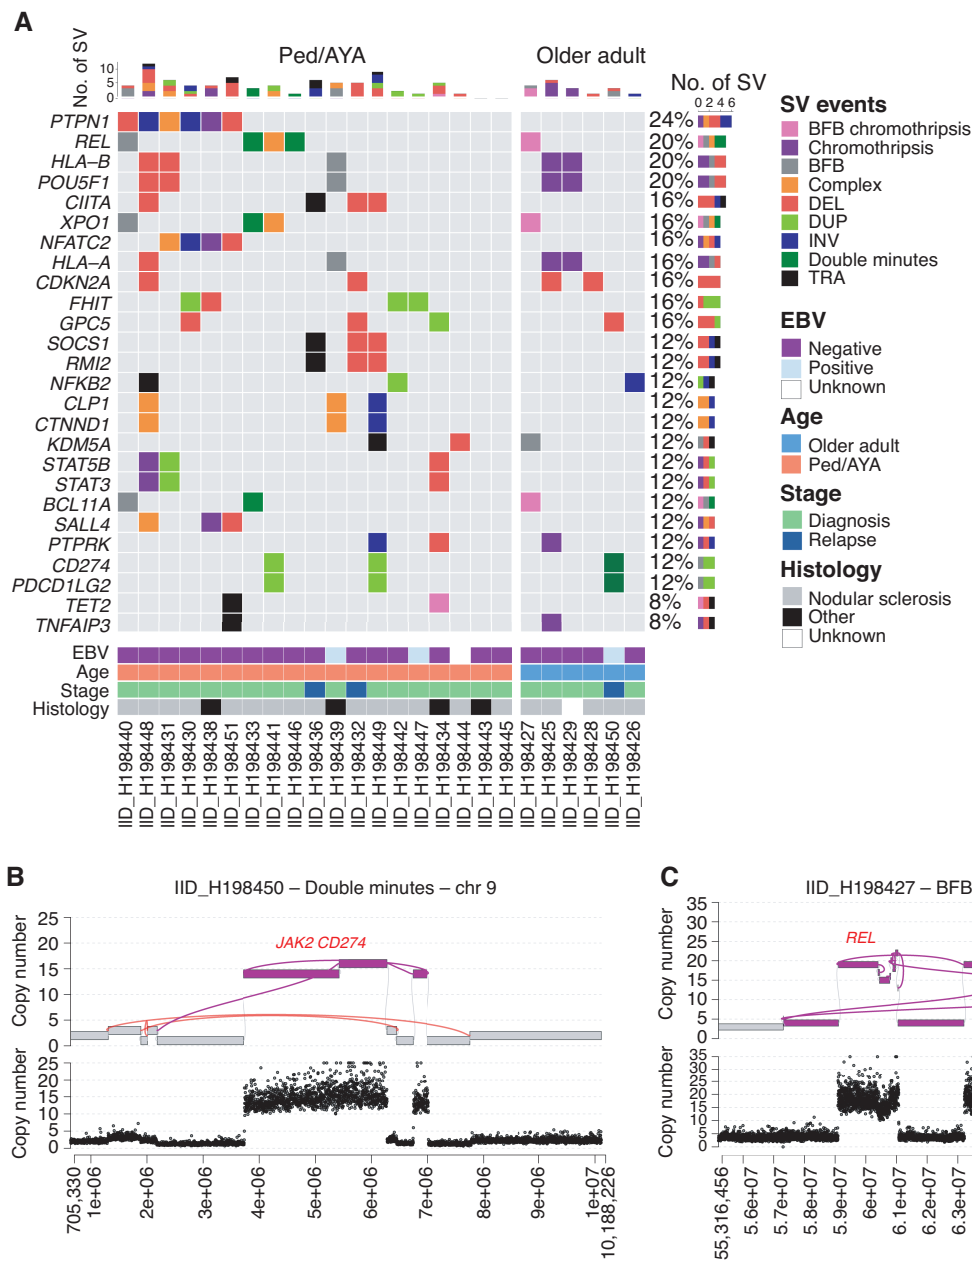 A
No. of SV
10
5
0
Ped/AYA
Older adult
No. of SV
0 2 4 6
PTPN1 24%
REL 20%
HLA–B 20%
POU5F1 20%
CIITA 16%
XPO1 16%
NFATC2 16%
HLA–A 16%
CDKN2A 16%
FHIT 16%
GPC5 16%
SOCS1 12%
RMI2 12%
NFKB2 12%
CLP1 12%
CTNND1 12%
KDM5A 12%
STAT5B 12%
STAT3 12%
BCL11A 12%
SALL4 12%
PTPRK 12%
CD274 12%
PDCD1LG2 12%
TET2 8%
TNFAIP3 8%
EBV
Age
Stage
Histology
IID_H198440
IID_H198448
IID_H198431
IID_H198430
IID_H198438
IID_H198451
IID_H198433
IID_H198441
IID_H198446
IID_H198436
IID_H198439
IID_H198432
IID_H198449
IID_H198442
IID_H198447
IID_H198434
IID_H198444
IID_H198443
IID_H198445
IID_H198427
IID_H198425
IID_H198429
IID_H198428
IID_H198450
IID_H198426
SV events
BFB chromothripsis
Chromothripsis
BFB
Complex
DEL
DUP
INV
Double minutes
TRA
EBV
Negative
Positive
Unknown
Age
Older adult
Ped/AYA
Stage
Diagnosis
Relapse
Histology
Nodular sclerosis
Other
Unknown
B
IID_H198450 – Double minutes – chr 9
Copy number
25
20
15
10
5
0
JAK2 CD274
Copy number
25
20
15
10
5
0
705,330
1e+06
2e+06
3e+06
4e+06
5e+06
6e+06
7e+06
8e+06
9e+06
1e+07
10,188,226
C
IID_H198427 – BFB
Copy number
35
30
25
20
15
10
5
0
REL
Copy number
35
30
25
20
15
10
5
0
55,316,456
5.6e+07
5.7e+07
5.8e+07
5.9e+07
6e+07
6.1e+07
6.2e+07
6.3e+07